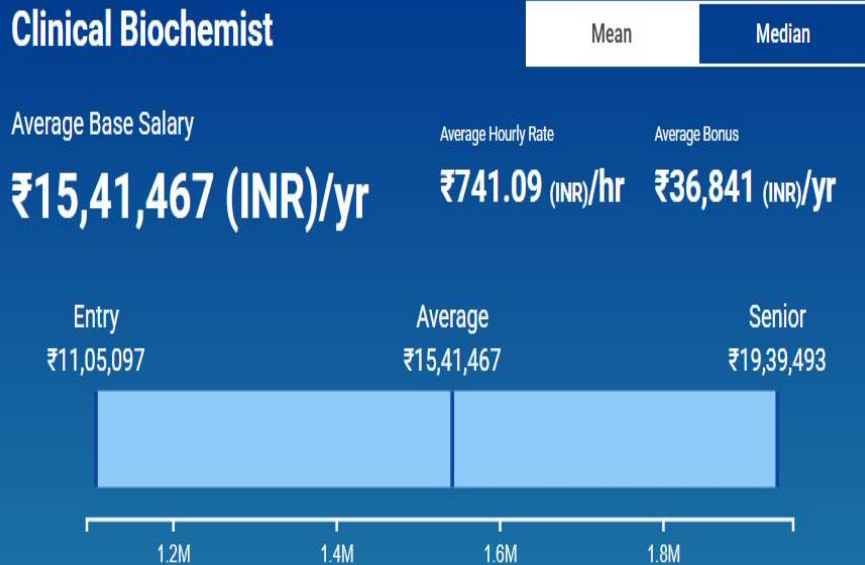 Clinical Biochemist
Mean Median
Average Base Salary
Average Hourly Rate
Average Bonus
₹15,41,467 (INR)/yr
₹741.09 (INR)/hr
₹36,841 (INR)/yr
Entry Average Senior
₹11,05,097 ₹15,41,467 ₹19,39,493
1.2M 1.4M 1.6M 1.8M